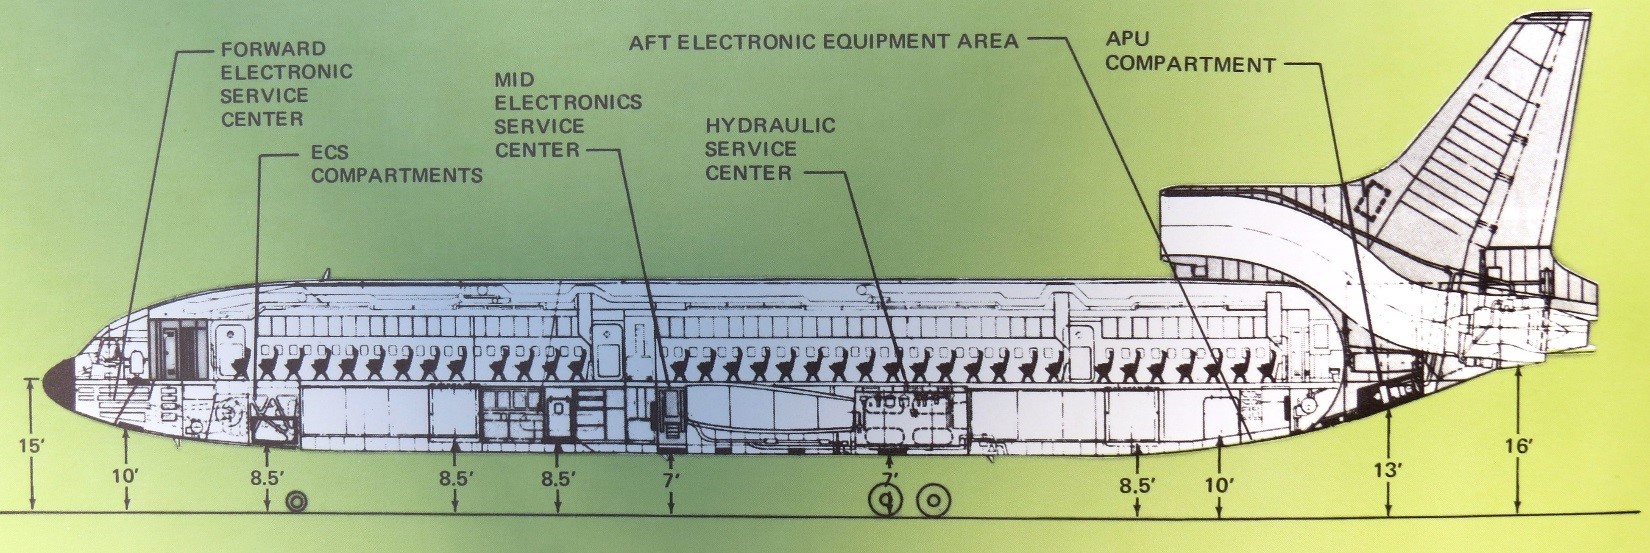 FORWARD
ELECTRONIC
SERVICE
CENTER
ECS
COMPARTMENTS
MID
ELECTRONICS
SERVICE
CENTER
AFT ELECTRONIC EQUIPMENT AREA
HYDRAULIC
SERVICE
CENTER
APU
COMPARTMENT
15'
10'
8.5'
8.5'
8.5'
7'
7'
8.5'
10'
13'
16'